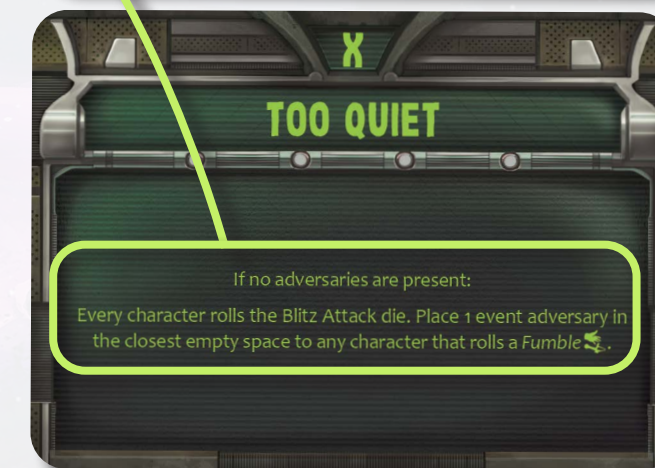 X
TOO QUIET
If no adversaries are present:
Every character rolls the Blitz Attack die. Place 1 event adversary in
the closest empty space to any character that rolls a Fumble .